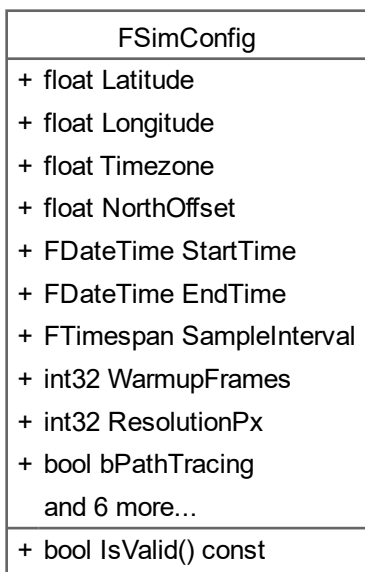 FSimConfig
+ float Latitude
+ float Longitude
+ float Timezone
+ float NorthOffset
+ FDateTime StartTime
+ FDateTime EndTime
+ FTimespan SampleInterval
+ int32 WarmupFrames
+ int32 ResolutionPx
+ bool bPathTracing
and 6 more...
+ bool IsValid() const